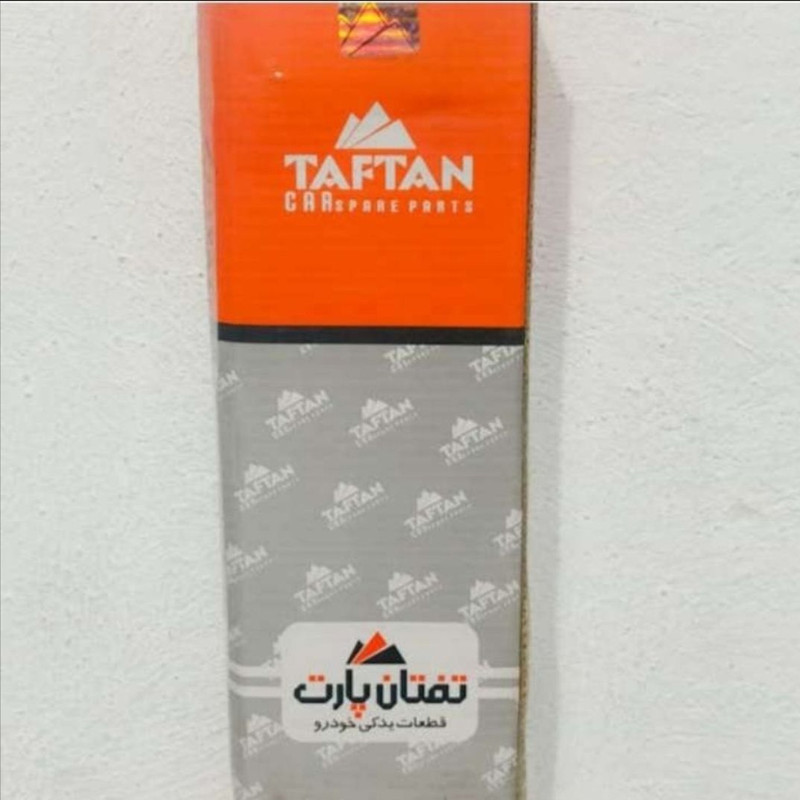 TAFTAN
CAR SPARE PARTS
تفتان پارت
قطعات یدکی خودرو